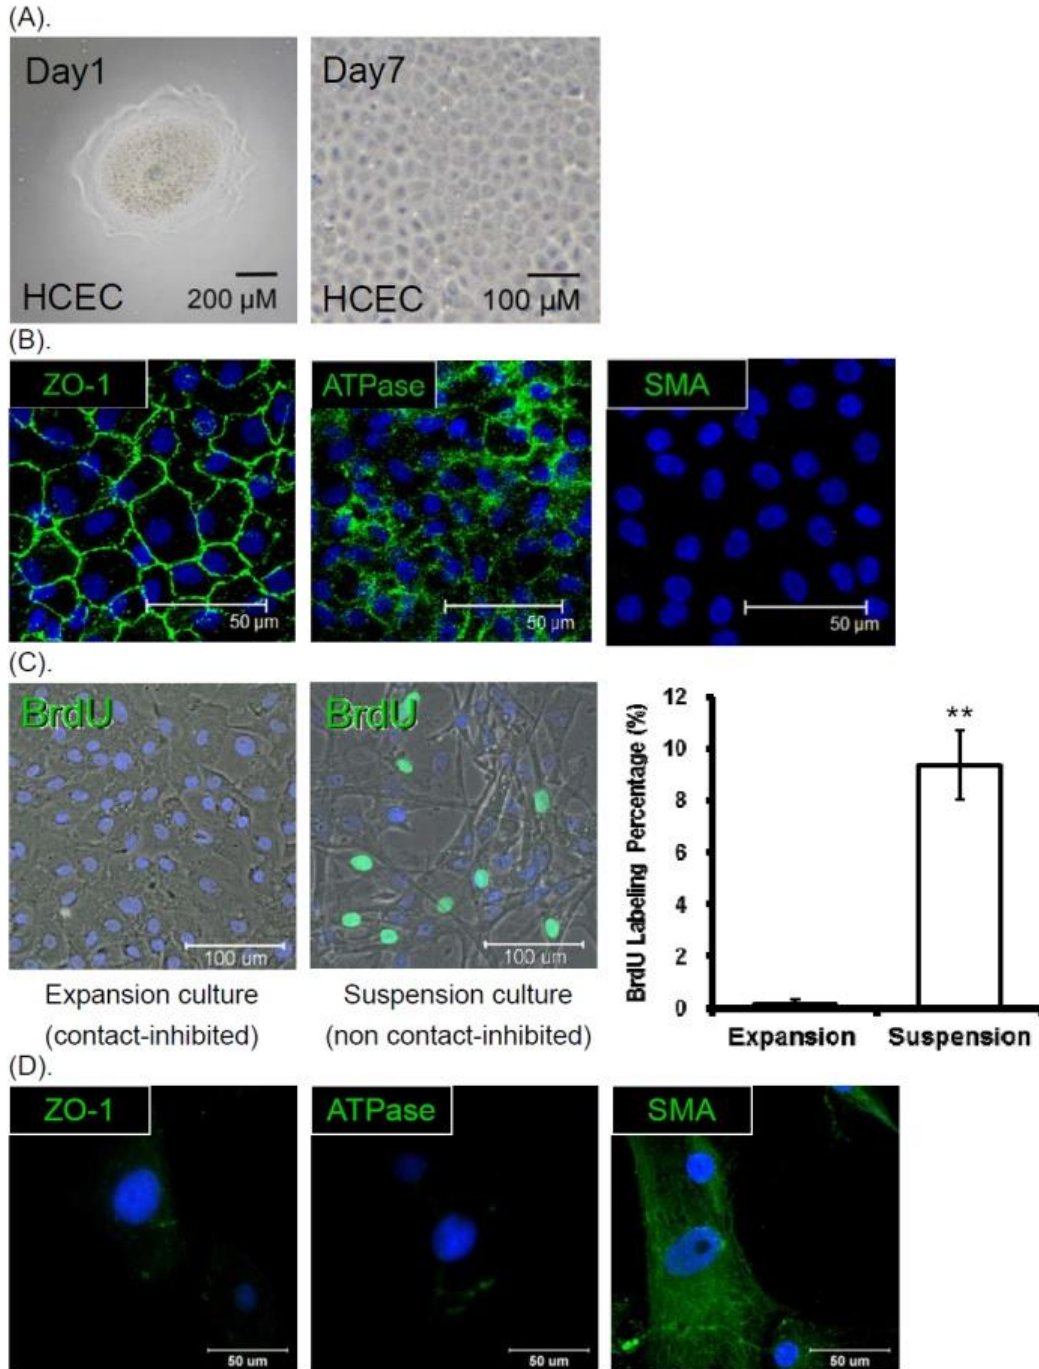 (A).
Day1
HCEC
200 µM
Day7
HCEC
100 µM
(B).
ZO-1
50 µm
ATPase
50 µm
SMA
50 µm
(C).
BrdU
100 um
Expansion culture
(contact-inhibited)
BrdU
100 um
Suspension culture
(non contact-inhibited)
BrdU Labeling Percentage (%)
12
10
8
6
4
2
0
**
Expansion
Suspension
(D).
ZO-1
50 um
ATPase
50 um
SMA
50 um